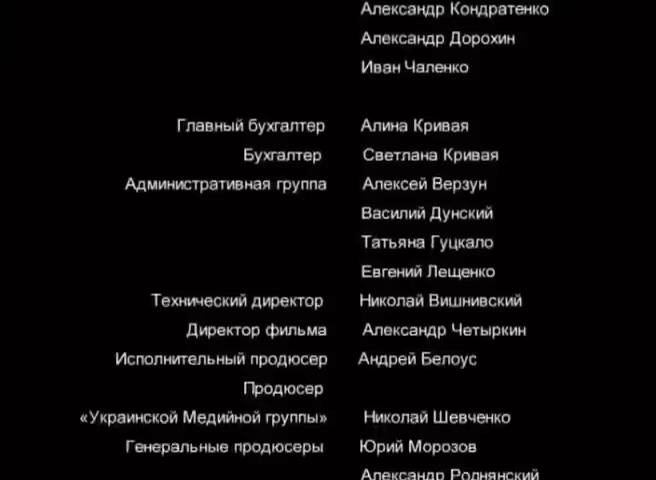 Александр Кондратенко
Александр Дорохин
Иван Чаленко
Главный бухгалтер Алина Кривая
Бухгалтер Светлана Кривая
Административная группа Алексей Верзун
Василий Дунский
Татьяна Гуцкало
Евгений Лещенко
Технический директор Николай Вишнивский
Директор фильма Александр Четыркин
Исполнительный продюсер Андрей Белоус
Продюсер
«Украинской Медийной группы» Николай Шевченко
Генеральные продюсеры Юрий Морозов
Александр Роднянский